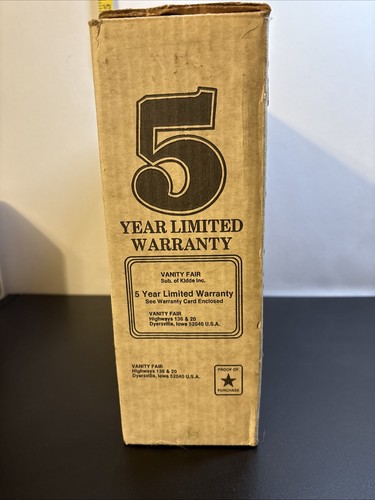 5
YEAR LIMITED
WARRANTY
VANITY FAIR
Sub. of Kidde Inc.
5 Year Limited Warranty
See Warranty Card Enclosed
VANITY FAIR
Highways 136 & 20
Dyersville, Iowa 52040 U.S.A.
VANITY FAIR
Highways 136 & 20
Dyersville, Iowa 52040 U.S.A.
PROOF OF
PURCHASE